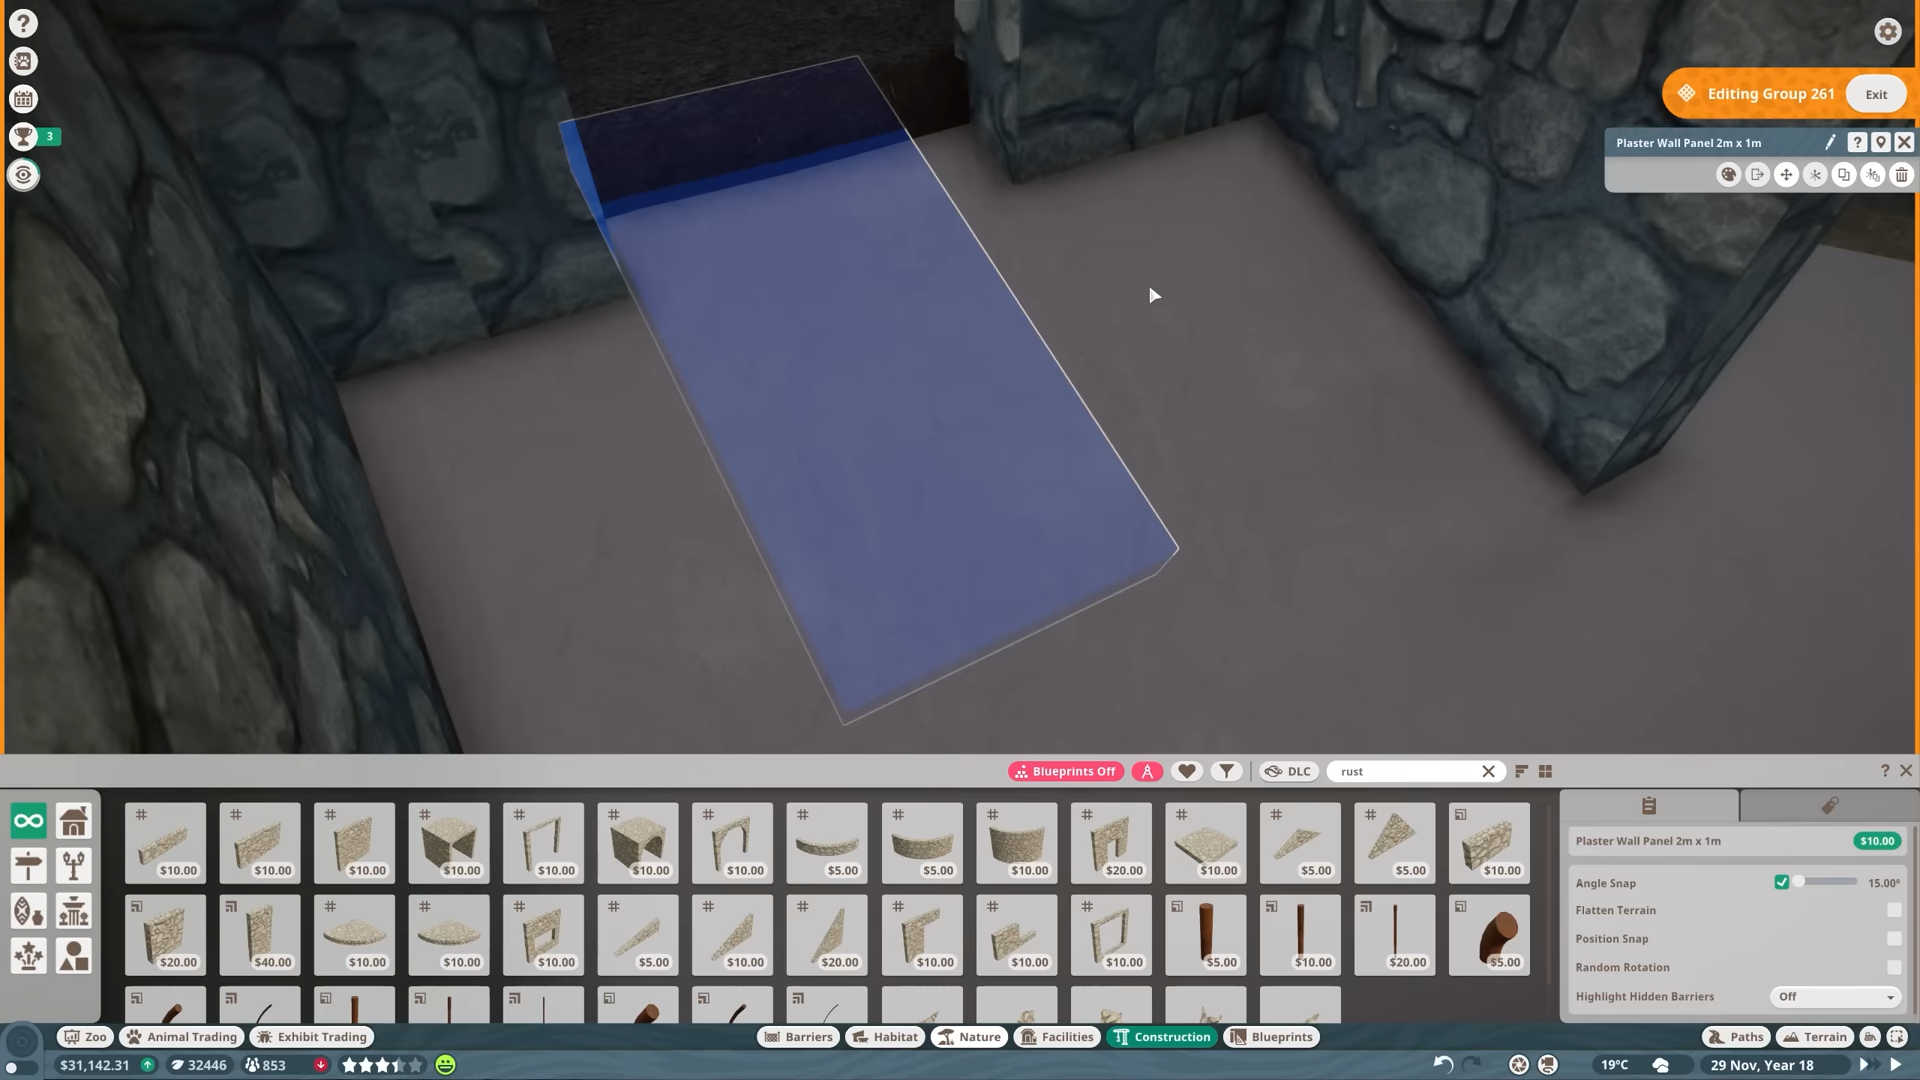 3
Editing Group 261
Exit
Plaster Wall Panel 2m x 1m
?
Blueprints Off
DLC
rust
?
$10.00 $10.00 $10.00 $10.00 $10.00 $10.00 $10.00 $5.00 $5.00 $10.00 $20.00 $10.00 $5.00 $5.00 $10.00
$20.00 $40.00 $10.00 $10.00 $10.00 $5.00 $10.00 $20.00 $10.00 $10.00 $10.00 $5.00 $10.00 $20.00 $5.00
Plaster Wall Panel 2m x 1m $10.00
Angle Snap 15.00°
Flatten Terrain
Position Snap
Random Rotation
Highlight Hidden Barriers Off
Zoo Animal Trading Exhibit Trading Barriers Habitat Nature Facilities Construction Blueprints Paths Terrain
$31,142.31 32446 853 19°C 29 Nov, Year 18